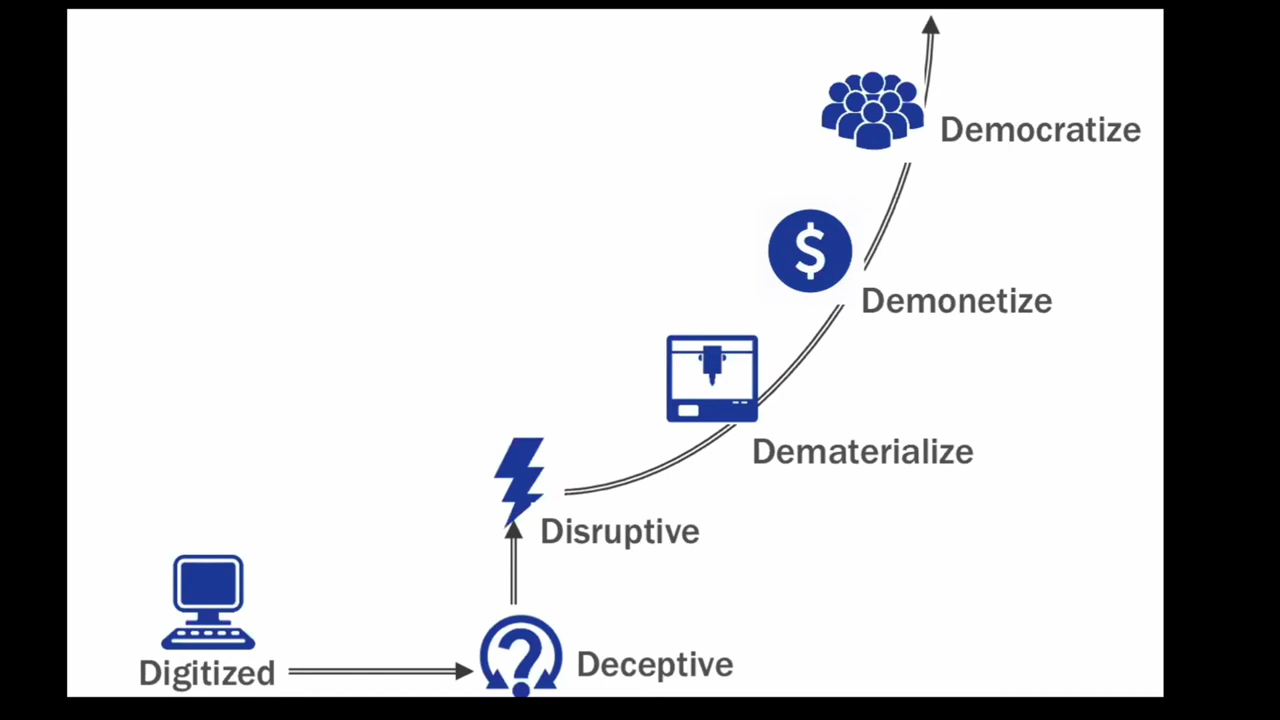 Democratize
$
Demonetize
Dematerialize
Disruptive
Digitized
?
Deceptive